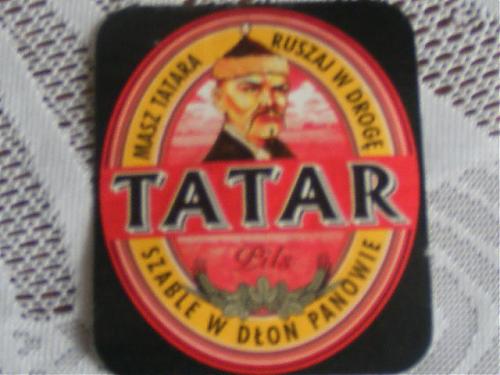 MASZ TATARA RUSZAJ W DROGĘ
TATAR
Pils
SZABLE W DŁOŃ PANOWIE